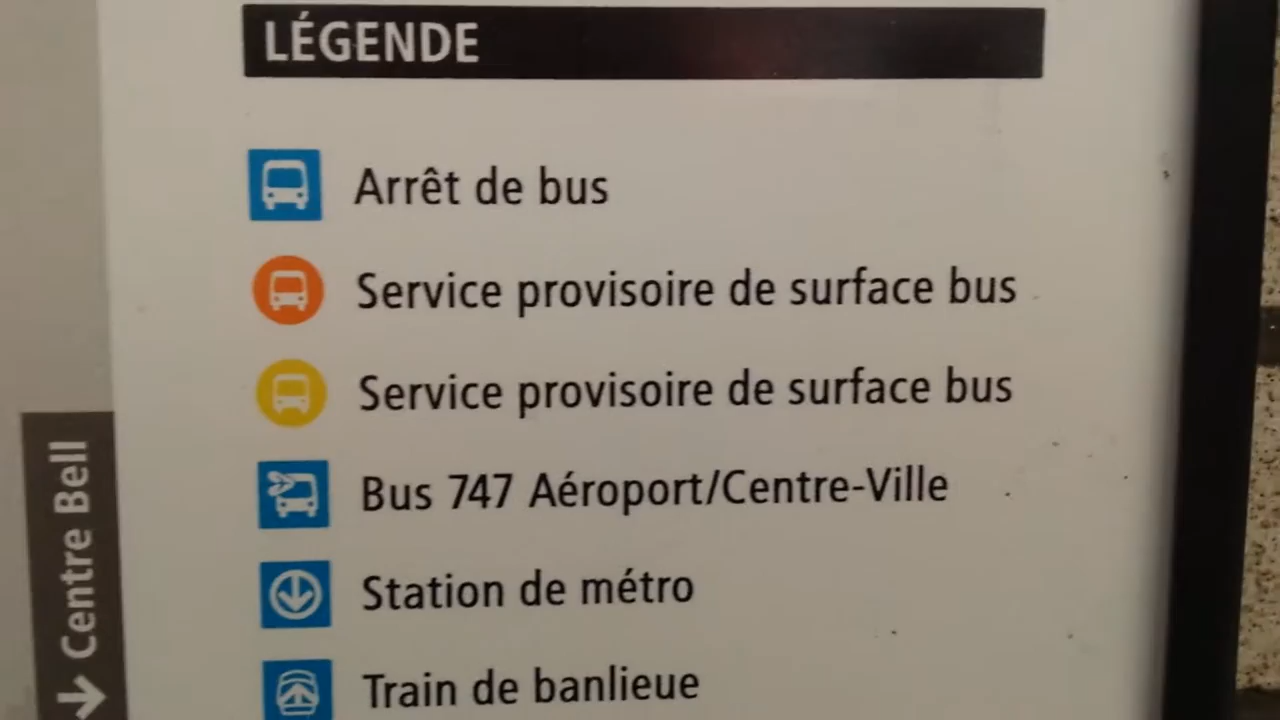 LÉGENDE
Arrêt de bus
Service provisoire de surface bus
Service provisoire de surface bus
Bus 747 Aéroport/Centre-Ville
Station de métro
Train de banlieue
Centre Bell